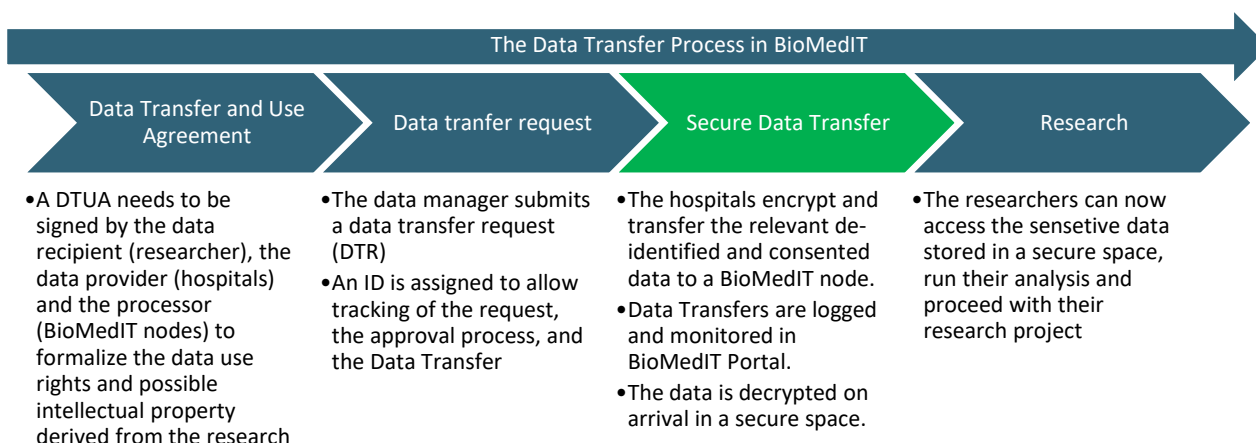 The Data Transfer Process in BioMedIT
Data Transfer and Use
Agreement
Data tranfer request
Secure Data Transfer
Research
•A DTUA needs to be
signed by the data
recipient (researcher), the
data provider (hospitals)
and the processor
(BioMedIT nodes) to
formalize the data use
rights and possible
intellectual property
derived from the research
•The data manager submits
a data transfer request
(DTR)
•An ID is assigned to allow
tracking of the request,
the approval process, and
the Data Transfer
•The hospitals encrypt and
transfer the relevant de-
identified and consented
data to a BioMedIT node.
•Data Transfers are logged
and monitored in
BioMedIT Portal.
•The data is decrypted on
arrival in a secure space.
•The researchers can now
access the sensetive data
stored in a secure space,
run their analysis and
proceed with their
research project